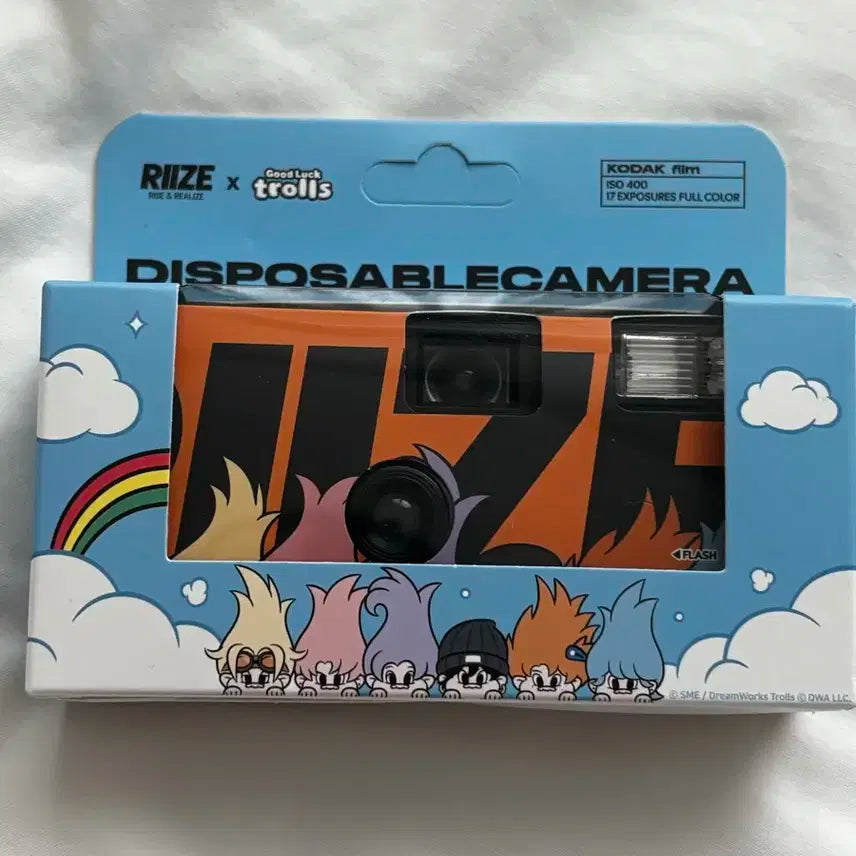 RIIZE
RISE & REALIZE
x
Good Luck
trolls
KODAK film
ISO 400
17 EXPOSURES FULL COLOR
DISPOSABLECAMERA
RIIZE
◀FLASH
© SME / DreamWorks Trolls © DWA LLC.